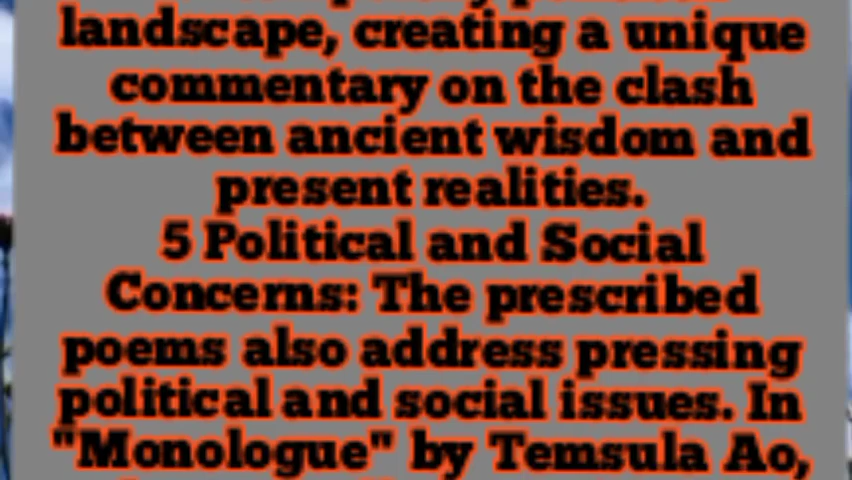 landscape, creating a unique
commentary on the clash
between ancient wisdom and
present realities.
5 Political and Social
Concerns: The prescribed
poems also address pressing
political and social issues. In
"Monologue" by Temsula Ao,